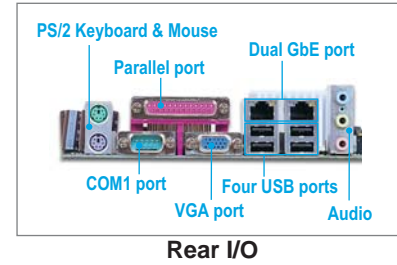 PS/2 Keyboard & Mouse
Dual GbE port
Parallel port
COM1 port
Four USB ports
VGA port
Audio
Rear I/O